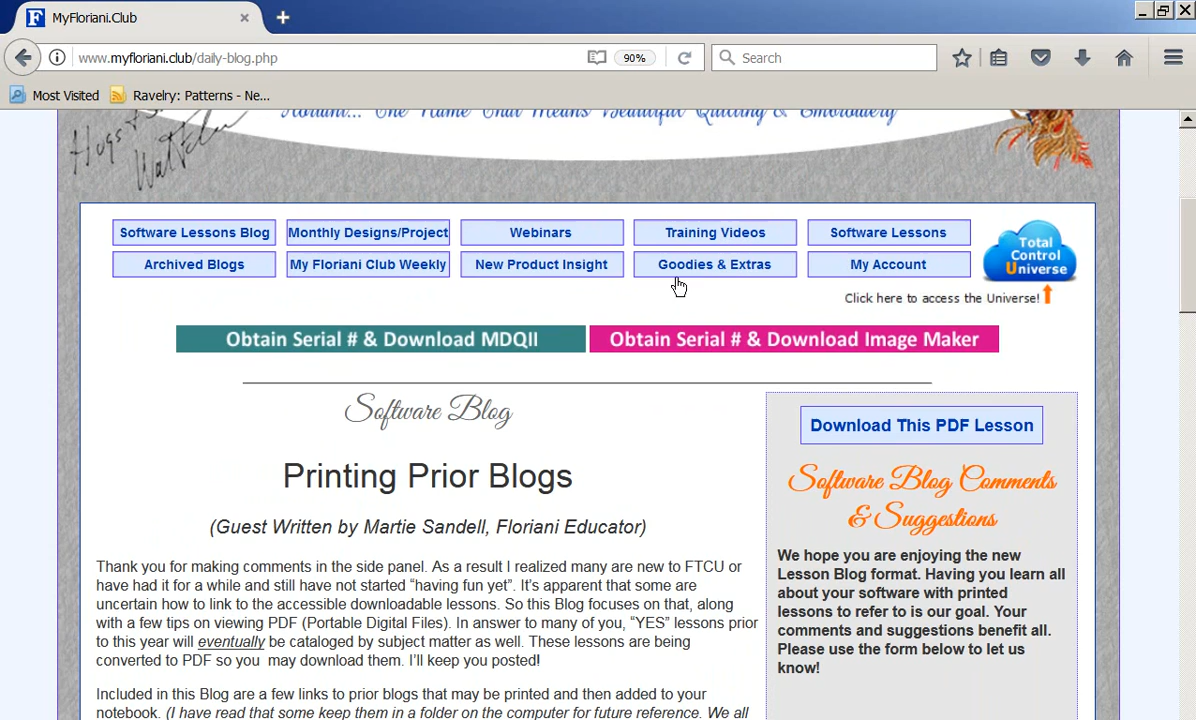 MyFloriani.Club
www.myfloriani.club/daily-blog.php
90%
Search
Most Visited
Ravelry: Patterns - Ne...
Floriani... The Name That Means Beautiful Quilting & Embroidery
Software Lessons Blog
Monthly Designs/Project
Webinars
Training Videos
Software Lessons
Archived Blogs
My Floriani Club Weekly
New Product Insight
Goodies & Extras
My Account
Total
Control
Universe
Click here to access the Universe!
Obtain Serial # & Download MDQII
Obtain Serial # & Download Image Maker
Software Blog
Printing Prior Blogs
(Guest Written by Martie Sandell, Floriani Educator)
Thank you for making comments in the side panel. As a result I realized many are new to FTCU or
have had it for a while and still have not started “having fun yet”. It’s apparent that some are
uncertain how to link to the accessible downloadable lessons. So this Blog focuses on that, along
with a few tips on viewing PDF (Portable Digital Files). In answer to many of you, “YES” lessons prior
to this year will eventually be cataloged by subject matter as well. These lessons are being
converted to PDF so you may download them. I’ll keep you posted!
Included in this Blog are a few links to prior blogs that may be printed and then added to your
notebook. (I have read that some keep them in a folder on the computer for future reference. We all
Download This PDF Lesson
Software Blog Comments
& Suggestions
We hope you are enjoying the new
Lesson Blog format. Having you learn all
about your software with printed
lessons to refer to is our goal. Your
comments and suggestions benefit all.
Please use the form below to let us
know!